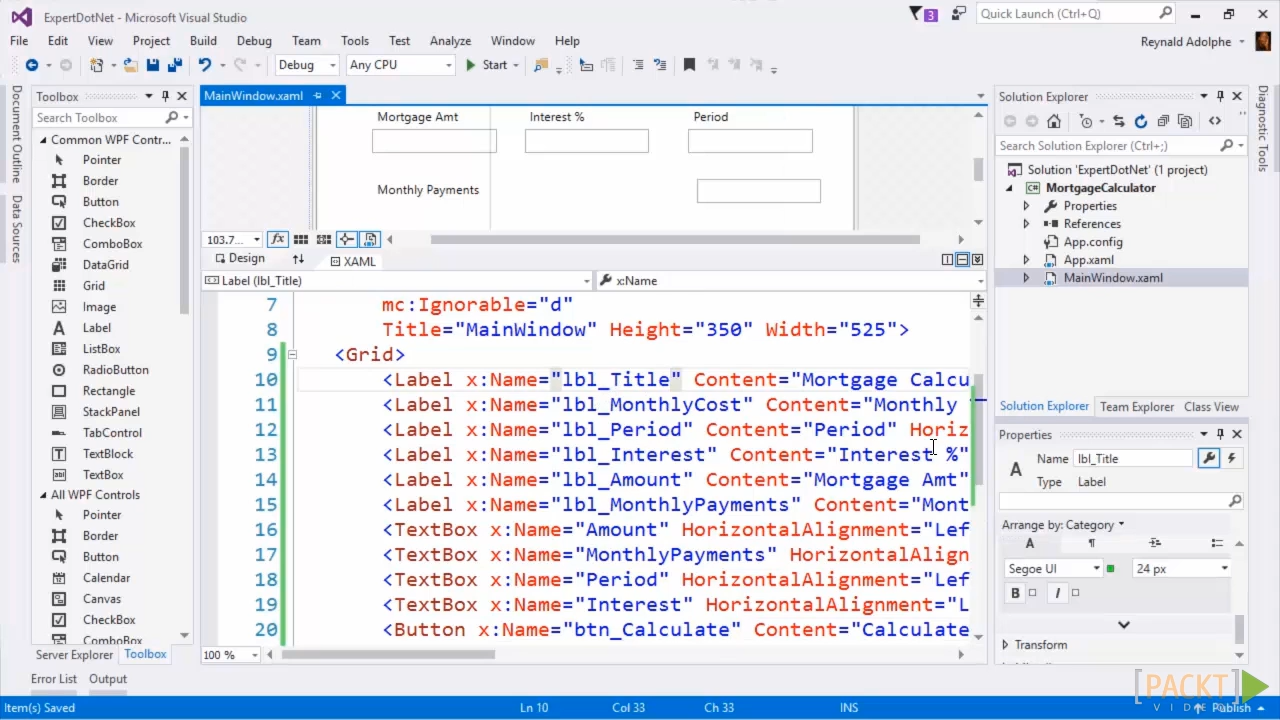 ExpertDotNet - Microsoft Visual Studio
3
Quick Launch (Ctrl+Q)
File Edit View Project Build Debug Team Tools Test Analyze Window Help
Reynald Adolphe
Debug Any CPU Start
Document Outline
Data Sources
Toolbox
Search Toolbox
Common WPF Contr...
Pointer
Border
Button
CheckBox
ComboBox
DataGrid
Grid
Image
Label
ListBox
RadioButton
Rectangle
StackPanel
TabControl
TextBlock
TextBox
All WPF Controls
Pointer
Border
Button
Calendar
Canvas
CheckBox
ComboBox
Server Explorer Toolbox
MainWindow.xaml
Mortgage Amt Interest % Period
Monthly Payments
103.7...
Design XAML
Label (lbl_Title) x:Name
7 mc:Ignorable="d"
8 Title="MainWindow" Height="350" Width="525">
9 <Grid>
10 <Label x:Name="lbl_Title" Content="Mortgage Calcu
11 <Label x:Name="lbl_MonthlyCost" Content="Monthly
12 <Label x:Name="lbl_Period" Content="Period" Horiz
13 <Label x:Name="lbl_Interest" Content="Interest %"
14 <Label x:Name="lbl_Amount" Content="Mortgage Amt"
15 <Label x:Name="lbl_MonthlyPayments" Content="Mont
16 <TextBox x:Name="Amount" HorizontalAlignment="Lef
17 <TextBox x:Name="MonthlyPayments" HorizontalAlign
18 <TextBox x:Name="Period" HorizontalAlignment="Lef
19 <TextBox x:Name="Interest" HorizontalAlignment="L
20 <Button x:Name="btn_Calculate" Content="Calculate
100 %
Solution Explorer
Search Solution Explorer (Ctrl+;)
Solution 'ExpertDotNet' (1 project)
MortgageCalculator
Properties
References
App.config
App.xaml
MainWindow.xaml
Solution Explorer Team Explorer Class View
Diagnostic Tools
Properties
Name lbl_Title
Type Label
Arrange by: Category
Segoe UI 24 px
B I
Transform
Error List Output
Item(s) Saved Ln 10 Col 33 Ch 33 INS Publish
[PACKT]
VIDEO